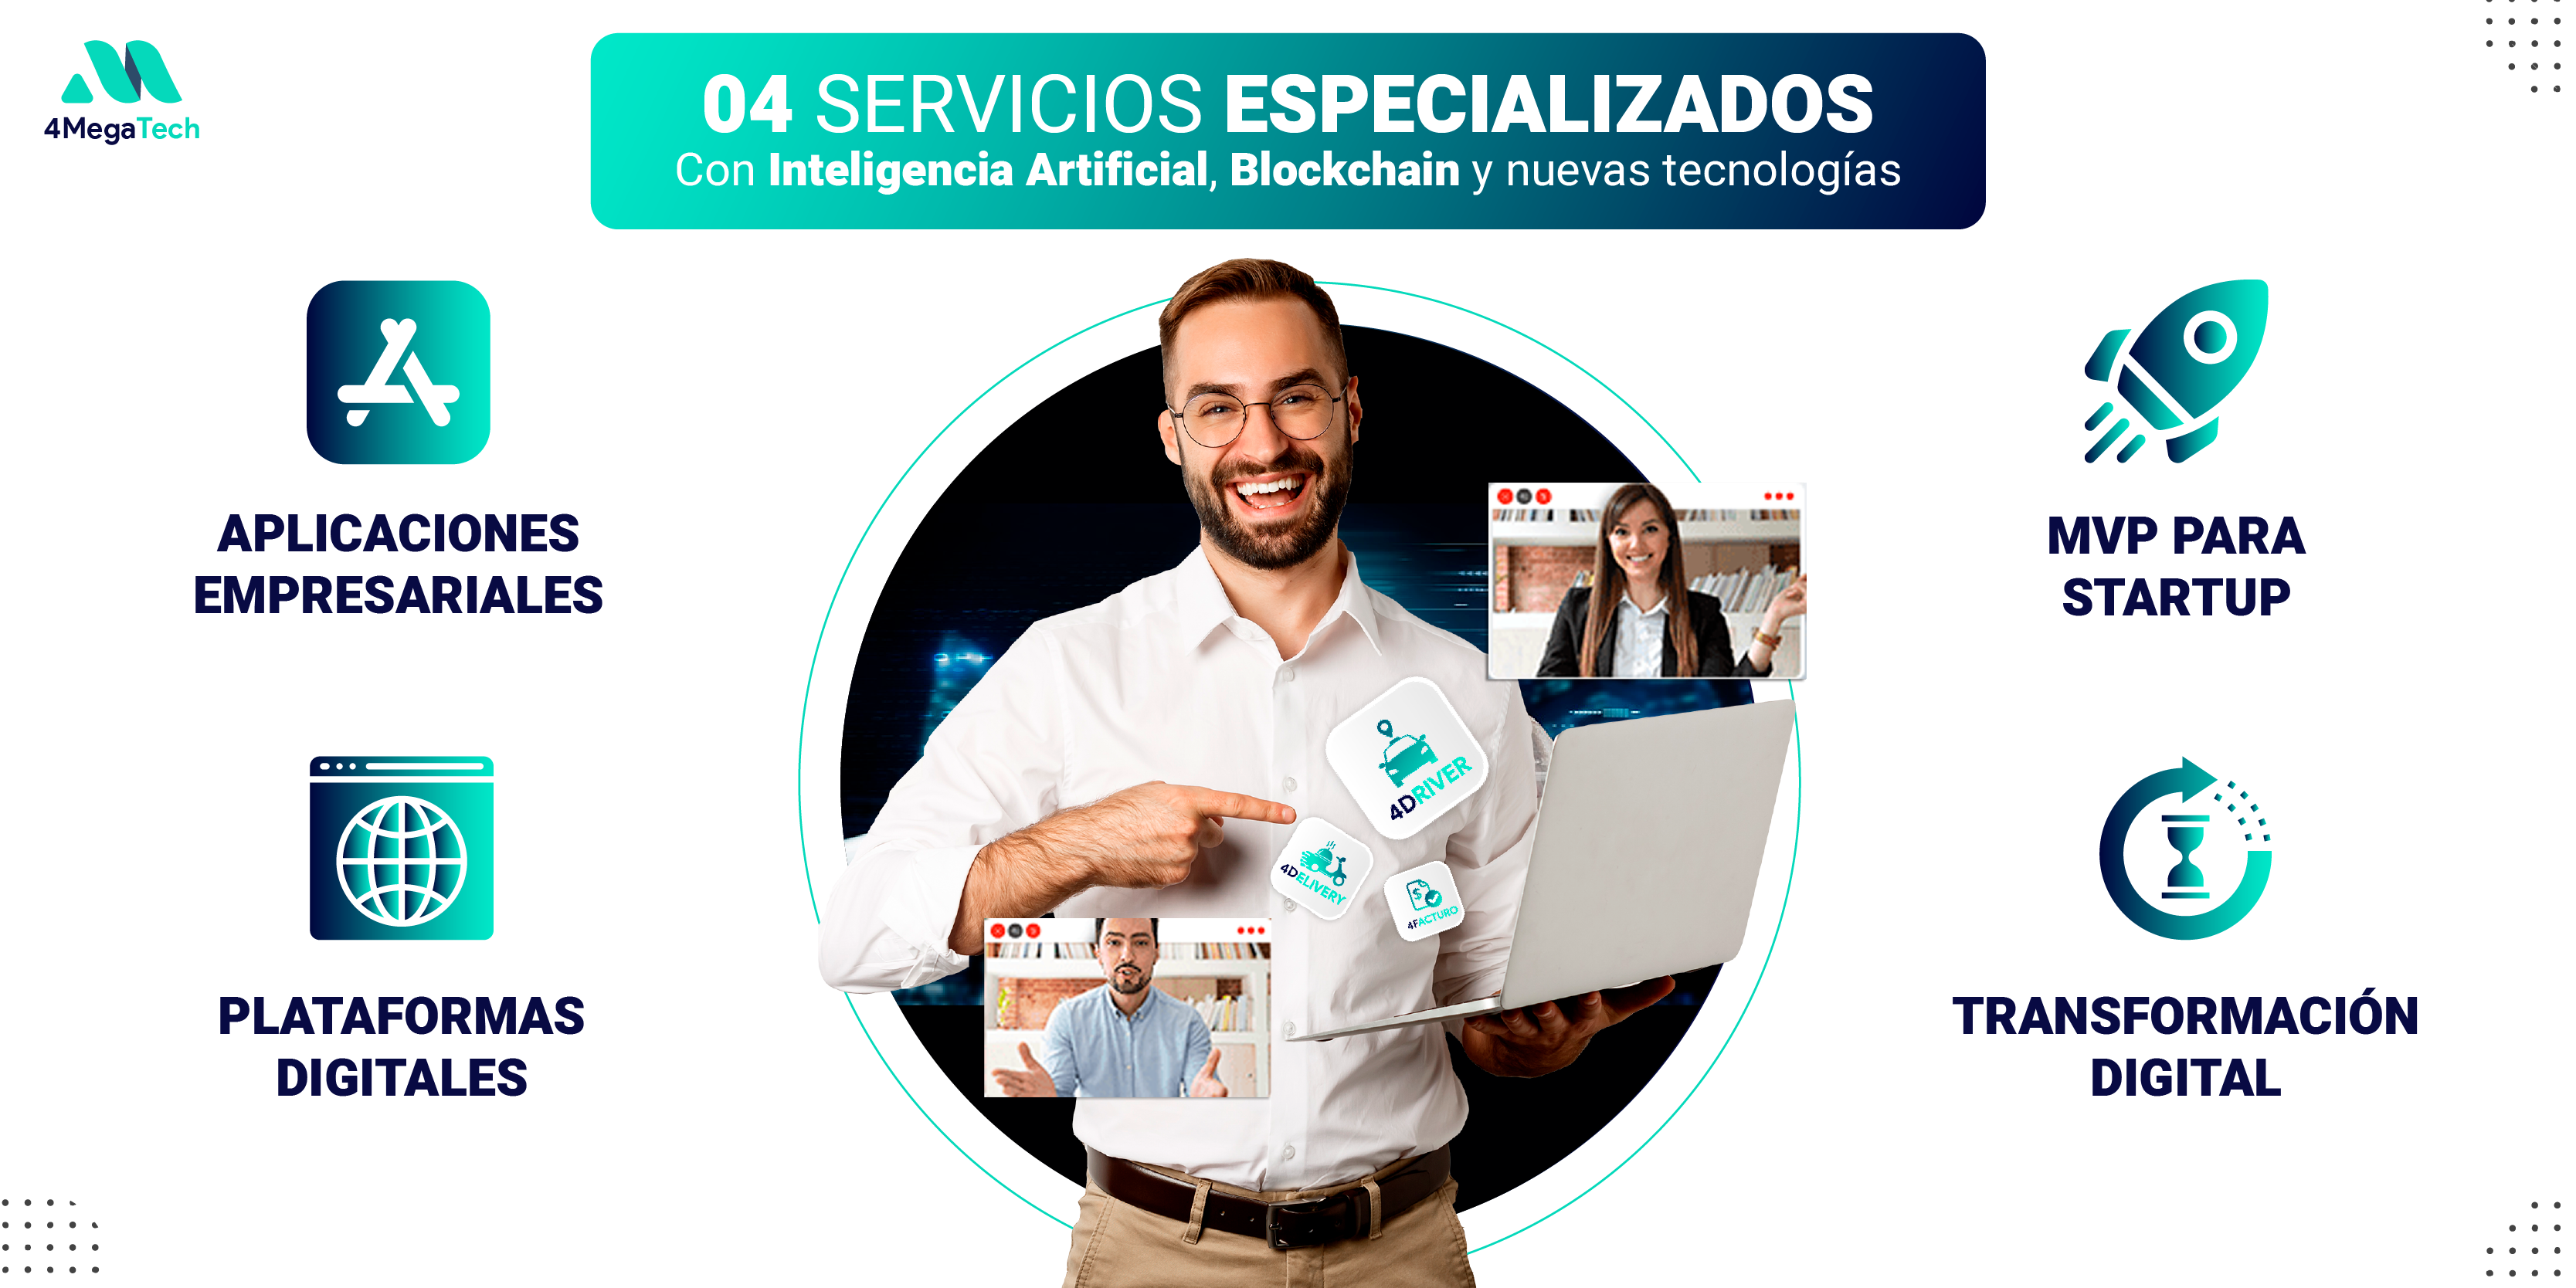 4MegaTech
04 SERVICIOS ESPECIALIZADOS
Con Inteligencia Artificial, Blockchain y nuevas tecnologías
APLICACIONES
EMPRESARIALES
MVP PARA
STARTUP
4DRIVER
4DELIVERY
4FACTURO
PLATAFORMAS
DIGITALES
TRANSFORMACIÓN
DIGITAL